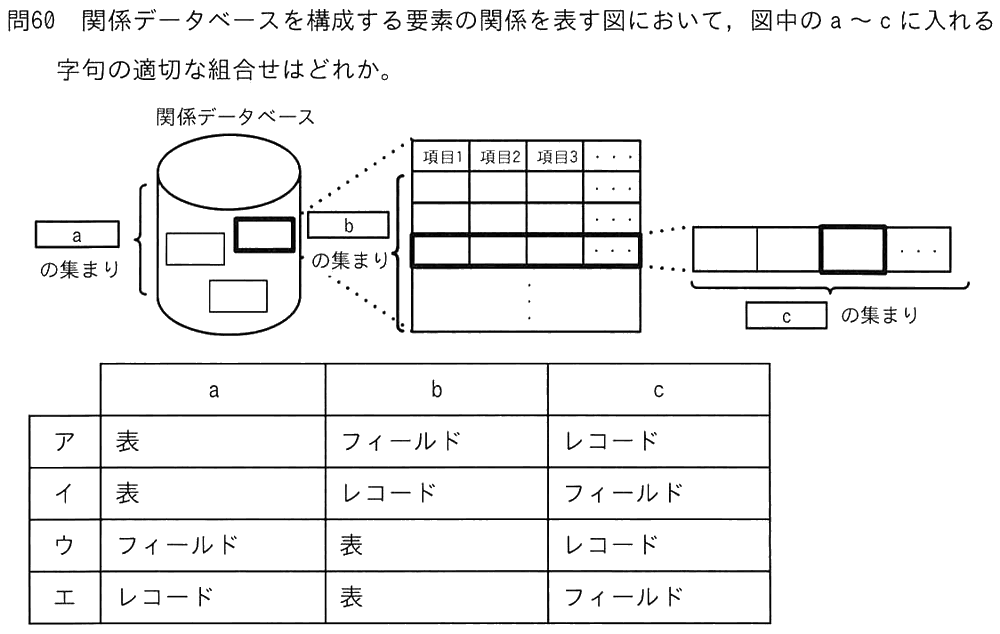 問60 関係データベースを構成する要素の関係を表す図において，図中のa～cに入れる
字句の適切な組合せはどれか。
関係データベース
項目1 項目2 項目3 ･･･
･･･
･･･
･･･
a
の集まり
b
の集まり
c の集まり
a b c
ア 表 フィールド レコード
イ 表 レコード フィールド
ウ フィールド 表 レコード
エ レコード 表 フィールド